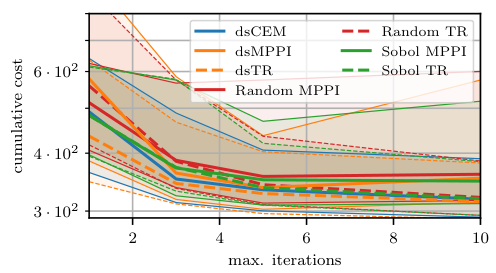 cumulative cost
6 · 10²
4 · 10²
3 · 10²
dsCEM
dsMPPI
dsTR
Random MPPI
Random TR
Sobol MPPI
Sobol TR
2 4 6 8 10
max. iterations